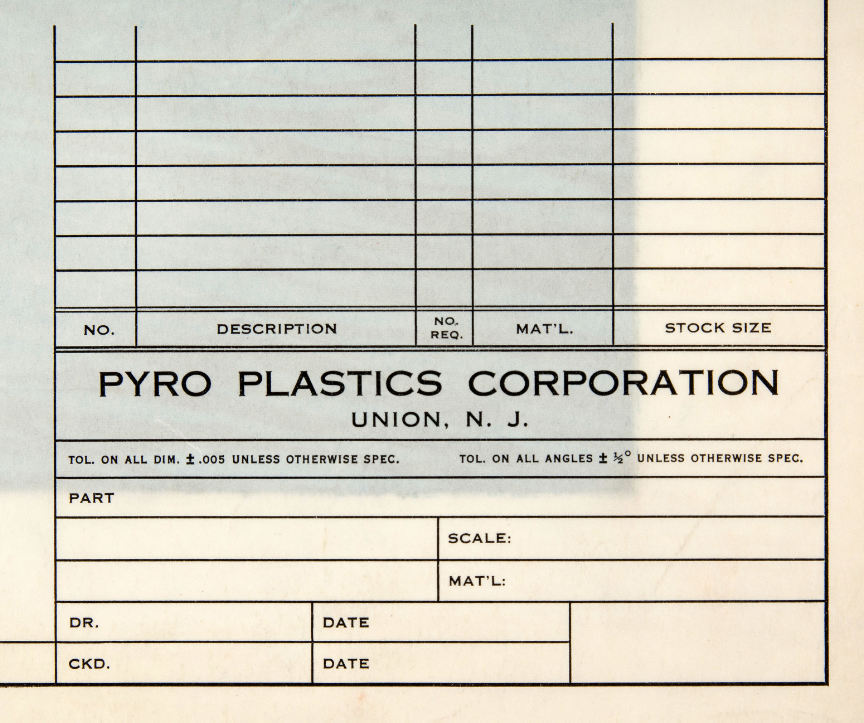 NO. DESCRIPTION NO. REQ. MAT'L. STOCK SIZE
PYRO PLASTICS CORPORATION
UNION, N. J.
TOL. ON ALL DIM. ± .005 UNLESS OTHERWISE SPEC. TOL. ON ALL ANGLES ± ½° UNLESS OTHERWISE SPEC.
PART
SCALE:
MAT'L:
DR. DATE
CKD. DATE